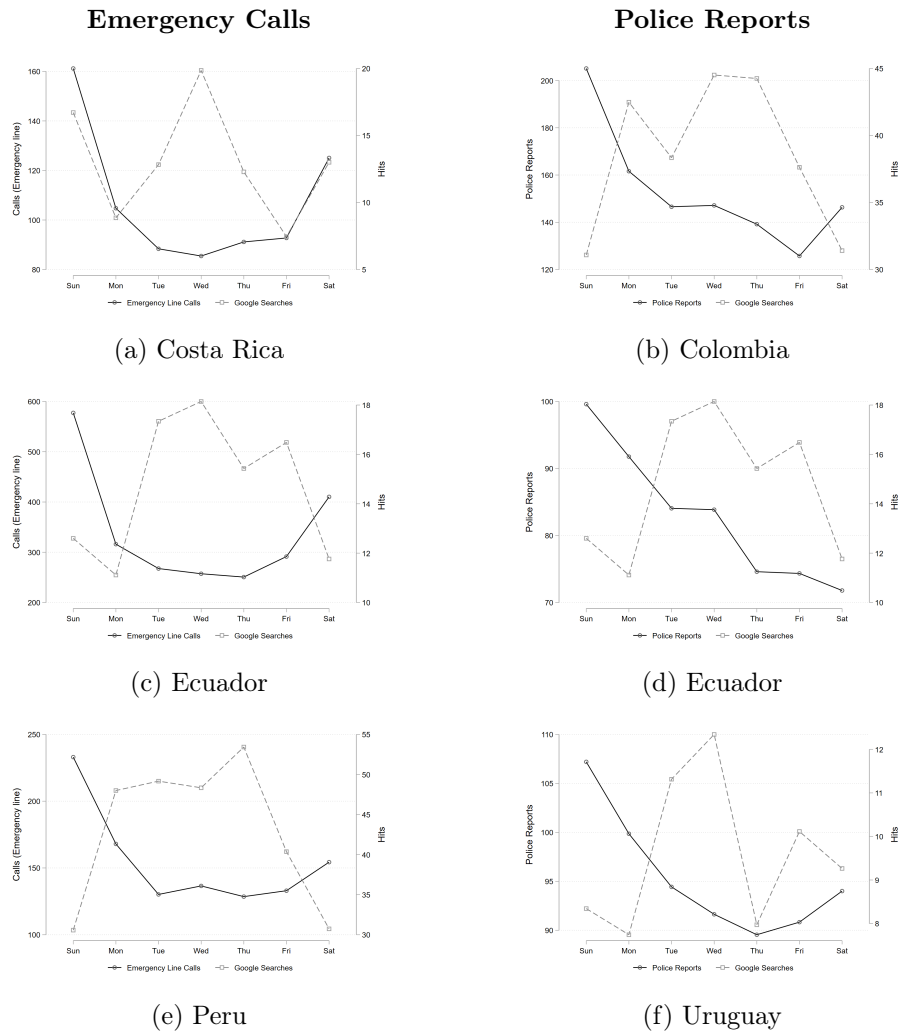 Emergency Calls
Police Reports
160
140
120
100
80
Calls (Emergency line)
20
15
10
5
Hits
Sun Mon Tue Wed Thu Fri Sat
Emergency Line Calls Google Searches
(a) Costa Rica
200
180
160
140
120
Police Reports
45
40
35
30
Hits
Sun Mon Tue Wed Thu Fri Sat
Police Reports Google Searches
(b) Colombia
600
500
400
300
200
Calls (Emergency line)
18
16
14
12
10
Hits
Sun Mon Tue Wed Thu Fri Sat
Emergency Line Calls Google Searches
(c) Ecuador
100
90
80
70
Police Reports
18
16
14
12
10
Hits
Sun Mon Tue Wed Thu Fri Sat
Police Reports Google Searches
(d) Ecuador
250
200
150
100
Calls (Emergency line)
55
50
45
40
35
30
Hits
Sun Mon Tue Wed Thu Fri Sat
Emergency Line Calls Google Searches
(e) Peru
110
105
100
95
90
Police Reports
12
11
10
9
8
Hits
Sun Mon Tue Wed Thu Fri Sat
Police Reports Google Searches
(f) Uruguay